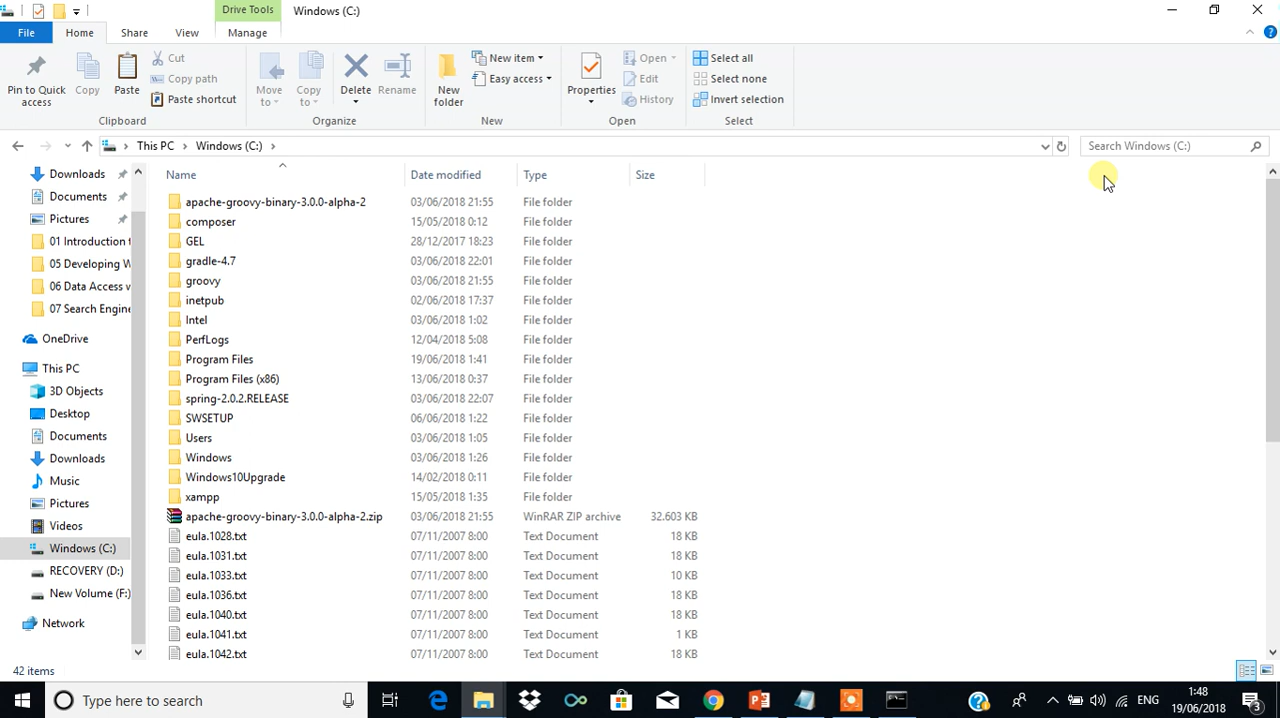 Drive Tools
Windows (C:)
File
Home
Share
View
Manage
Pin to Quick access
Copy
Paste
Cut
Copy path
Paste shortcut
Clipboard
Move to
Copy to
Delete
Rename
Organize
New folder
New item
Easy access
New
Properties
Open
Edit
History
Open
Select all
Select none
Invert selection
Select
This PC
Windows (C:)
Search Windows (C:)
Downloads
Documents
Pictures
01 Introduction t
05 Developing W
06 Data Access w
07 Search Engine
OneDrive
This PC
3D Objects
Desktop
Documents
Downloads
Music
Pictures
Videos
Windows (C:)
RECOVERY (D:)
New Volume (F:)
Network
Name Date modified Type Size
apache-groovy-binary-3.0.0-alpha-2 03/06/2018 21:55 File folder
composer 15/05/2018 0:12 File folder
GEL 28/12/2017 18:23 File folder
gradle-4.7 03/06/2018 22:01 File folder
groovy 03/06/2018 21:55 File folder
inetpub 02/06/2018 17:37 File folder
Intel 03/06/2018 1:02 File folder
PerfLogs 12/04/2018 5:08 File folder
Program Files 19/06/2018 1:41 File folder
Program Files (x86) 13/06/2018 0:37 File folder
spring-2.0.2.RELEASE 03/06/2018 22:07 File folder
SWSETUP 06/06/2018 1:22 File folder
Users 03/06/2018 1:05 File folder
Windows 03/06/2018 1:26 File folder
Windows10Upgrade 14/02/2018 0:11 File folder
xampp 15/05/2018 1:35 File folder
apache-groovy-binary-3.0.0-alpha-2.zip 03/06/2018 21:55 WinRAR ZIP archive 32.603 KB
eula.1028.txt 07/11/2007 8:00 Text Document 18 KB
eula.1031.txt 07/11/2007 8:00 Text Document 18 KB
eula.1033.txt 07/11/2007 8:00 Text Document 10 KB
eula.1036.txt 07/11/2007 8:00 Text Document 18 KB
eula.1040.txt 07/11/2007 8:00 Text Document 18 KB
eula.1041.txt 07/11/2007 8:00 Text Document 1 KB
eula.1042.txt 07/11/2007 8:00 Text Document 18 KB
42 items
Type here to search
ENG
1:48
19/06/2018
3